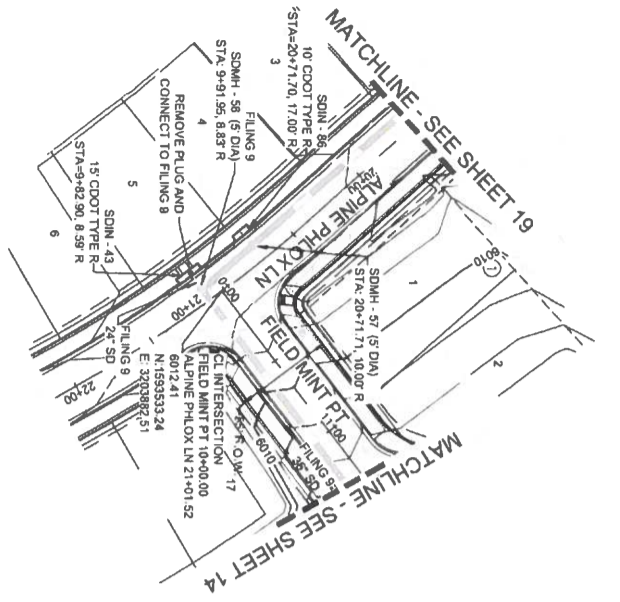 MATCHLINE - SEE SHEET 19
SDIN - 86
10' CDOT TYPE R
STA=20+71.70, 17.00' R
3
FILING 9
SDMH - 58 (5' DIA)
STA: 9+91.95, 8.83' R
4
REMOVE PLUG AND
CONNECT TO FILING 8
5
SDIN - 43
15' CDOT TYPE R
STA=9+82.90, 8.59' R
6
ALPINE PHLOX LN
SDMH - 57 (5' DIA)
STA: 20+71.71, 10.00' R
1
8010
2
FIELD MINT PT
21+00
FILING 9
24" SD
22+00
CL INTERSECTION
FIELD MINT PT 10+00.00
ALPINE PHLOX LN 21+01.52
6012.41
N:1593533.24
E: 3203882.51
R.O.W. 17
6010
11+00
FILING 9
SD
MATCHLINE - SEE SHEET 14